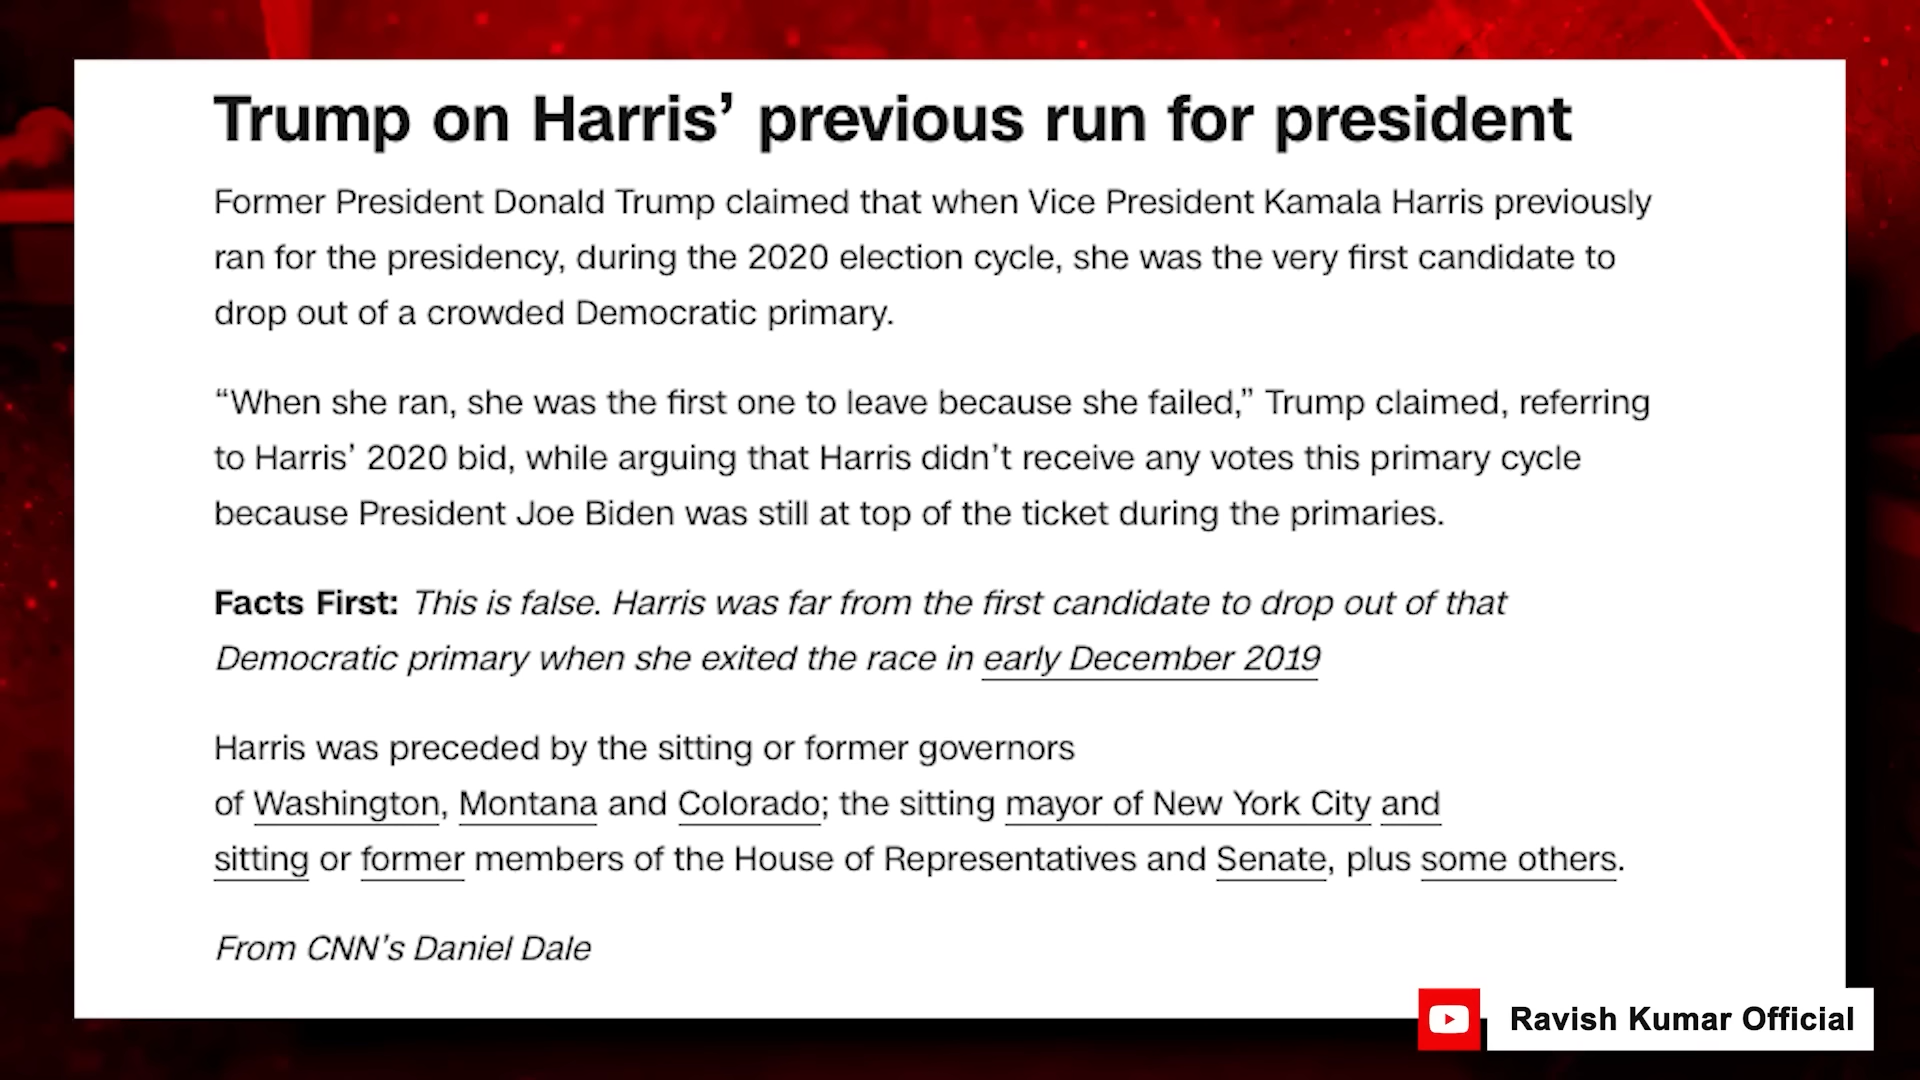 Trump on Harris’ previous run for president
Former President Donald Trump claimed that when Vice President Kamala Harris previously
ran for the presidency, during the 2020 election cycle, she was the very first candidate to
drop out of a crowded Democratic primary.
“When she ran, she was the first one to leave because she failed,” Trump claimed, referring
to Harris’ 2020 bid, while arguing that Harris didn’t receive any votes this primary cycle
because President Joe Biden was still at top of the ticket during the primaries.
Facts First: This is false. Harris was far from the first candidate to drop out of that
Democratic primary when she exited the race in early December 2019
Harris was preceded by the sitting or former governors
of Washington, Montana and Colorado; the sitting mayor of New York City and
sitting or former members of the House of Representatives and Senate, plus some others.
From CNN’s Daniel Dale
Ravish Kumar Official